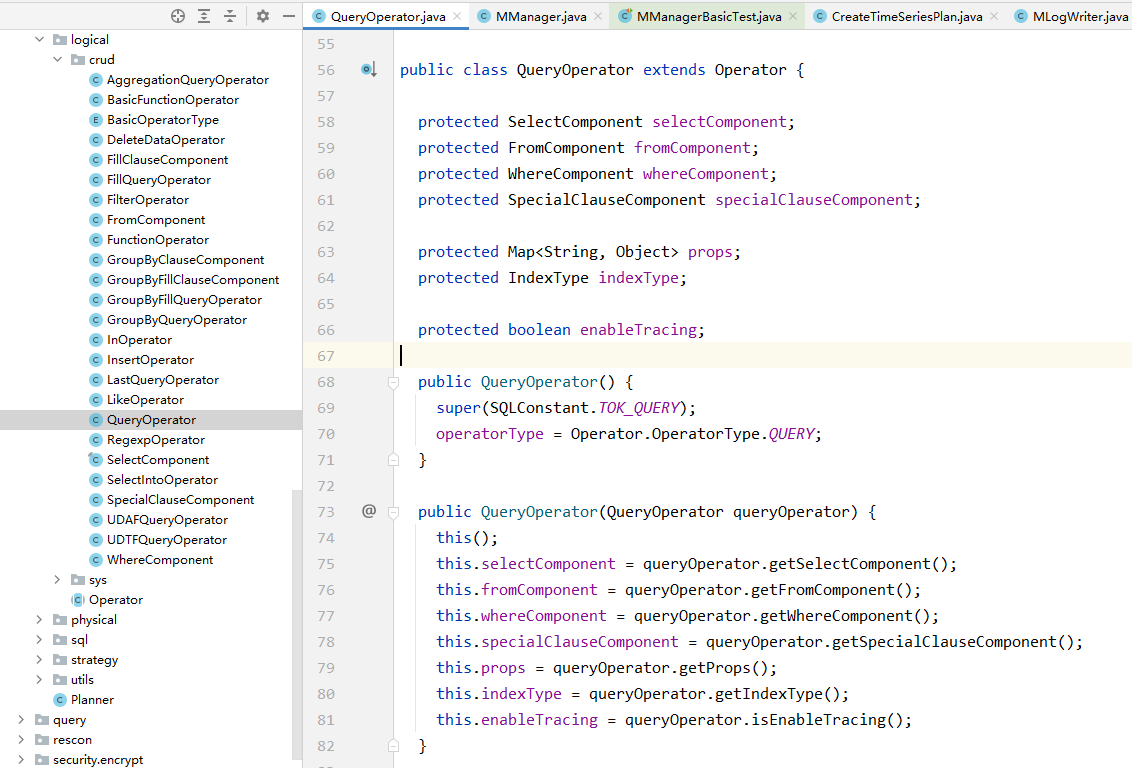 QueryOperator.java
MManager.java
MManagerBasicTest.java
CreateTimeSeriesPlan.java
MLogWriter.java
logical
crud
AggregationQueryOperator
BasicFunctionOperator
BasicOperatorType
DeleteDataOperator
FillClauseComponent
FillQueryOperator
FilterOperator
FromComponent
FunctionOperator
GroupByClauseComponent
GroupByFillClauseComponent
GroupByFillQueryOperator
GroupByQueryOperator
InOperator
InsertOperator
LastQueryOperator
LikeOperator
QueryOperator
RegexpOperator
SelectComponent
SelectIntoOperator
SpecialClauseComponent
UDAFQueryOperator
UDTFQueryOperator
WhereComponent
sys
Operator
physical
sql
strategy
utils
Planner
query
rescon
security.encrypt
55
56 public class QueryOperator extends Operator {
57
58 protected SelectComponent selectComponent;
59 protected FromComponent fromComponent;
60 protected WhereComponent whereComponent;
61 protected SpecialClauseComponent specialClauseComponent;
62
63 protected Map<String, Object> props;
64 protected IndexType indexType;
65
66 protected boolean enableTracing;
67
68 public QueryOperator() {
69 super(SQLConstant.TOK_QUERY);
70 operatorType = Operator.OperatorType.QUERY;
71 }
72
73 @ public QueryOperator(QueryOperator queryOperator) {
74 this();
75 this.selectComponent = queryOperator.getSelectComponent();
76 this.fromComponent = queryOperator.getFromComponent();
77 this.whereComponent = queryOperator.getWhereComponent();
78 this.specialClauseComponent = queryOperator.getSpecialClauseComponent();
79 this.props = queryOperator.getProps();
80 this.indexType = queryOperator.getIndexType();
81 this.enableTracing = queryOperator.isEnableTracing();
82 }